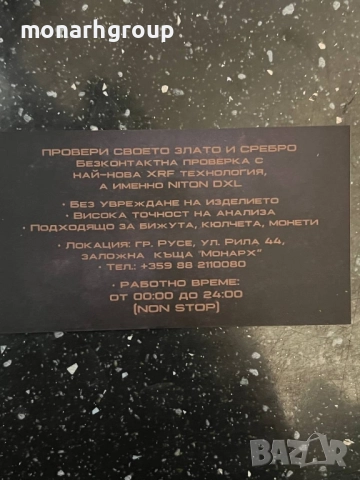 monarhgroup
ПРОВЕРИ СВОЕТО ЗЛАТО И СРЕБРО
БЕЗКОНТАКТНА ПРОВЕРКА С
НАЙ-НОВА XRF ТЕХНОЛОГИЯ,
А ИМЕННО NITON DXL
• БЕЗ УВРЕЖДАНЕ НА ИЗДЕЛИЕТО
• ВИСОКА ТОЧНОСТ НА АНАЛИЗА
• ПОДХОДЯЩО ЗА БИЖУТА, КЮЛЧЕТА, МОНЕТИ
• ЛОКАЦИЯ: ГР. РУСЕ, УЛ. РИЛА 44,
ЗАЛОЖНА КЪЩА "МОНАРХ"
• ТЕЛ.: +359 88 2110080
• РАБОТНО ВРЕМЕ:
ОТ 00:00 ДО 24:00
(NON STOP)
BAZAR